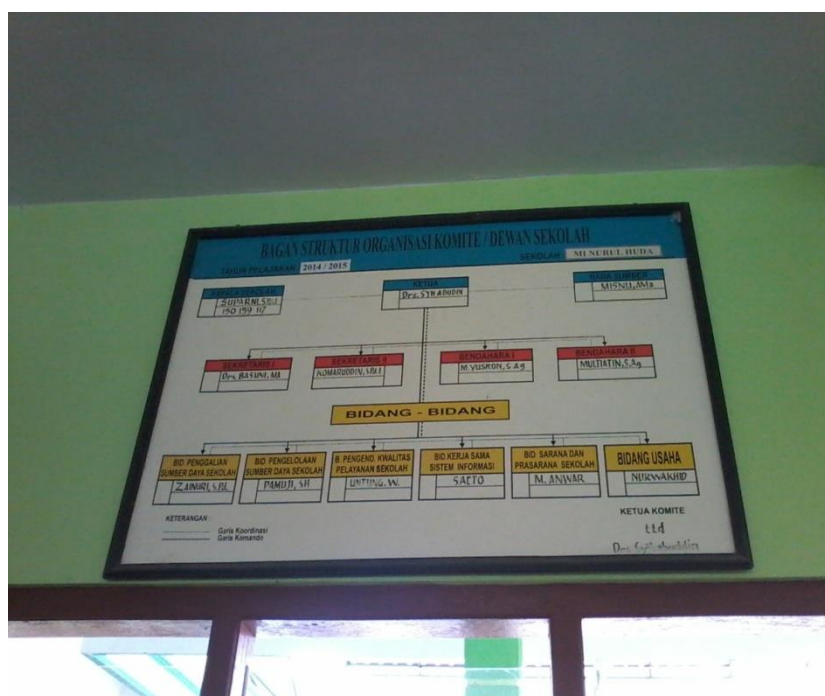 BAGAN STRUKTUR ORGANISASI KOMITE / DEWAN SEKOLAH
TAHUN PELAJARAN 2014 / 2015
SEKOLAH MI NURUL HUDA
KEPALA SEKOLAH
SUPARNI, S.Pd.I
150 199 117
KETUA
Drs. SYIHABUDIN
NARA SUMBER
MISNU, AMa
SEKRETARIS I
Drs. BASUNI, MA
SEKRETARIS II
KOMARUDDIN, S.Pd.I
BENDAHARA I
M. YUSRON, S.Ag
BENDAHARA II
MULTIATIN, S.Ag
BIDANG - BIDANG
BID. PENGGALIAN
SUMBER DAYA SEKOLAH
ZAINURI, S.Pd.
BID. PENGELOLAAN
SUMBER DAYA SEKOLAH
PAMUJI, SH
B. PENGEND. KWALITAS
PELAYANAN SEKOLAH
UNTUNG. W.
BID. KERJA SAMA
SISTEM INFORMASI
BID. SARANA DAN
PRASARANA SEKOLAH
M. ANWAR
BIDANG USAHA
NURWAKHID
KETERANGAN :
Garis Koordinasi
Garis Komando
KETUA KOMITE
ttd
Drs. Syihabuddin